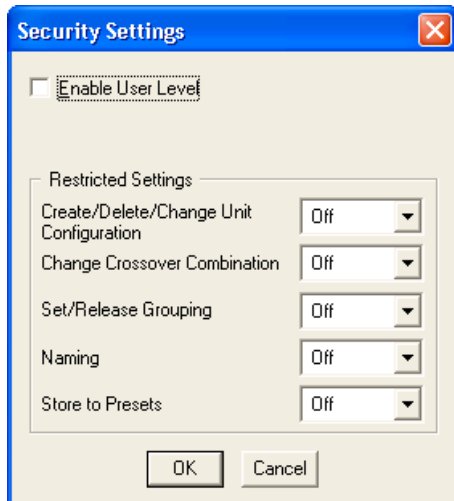 Security Settings
Enable User Level
Restricted Settings
Create/Delete/Change Unit
Configuration
Off
Change Crossover Combination
Off
Set/Release Grouping
Off
Naming
Off
Store to Presets
Off
OK
Cancel